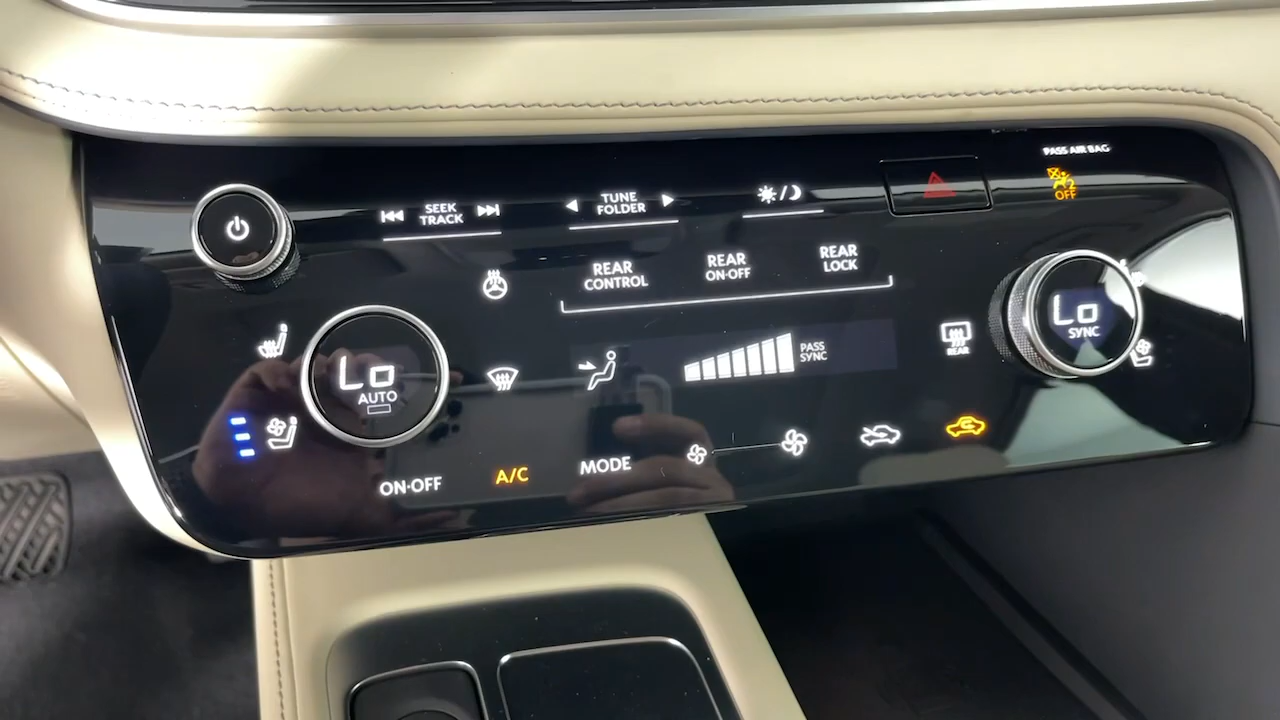 PASS AIR BAG
2
OFF
SEEK
TRACK
TUNE
FOLDER
/
REAR
CONTROL
REAR
ON·OFF
REAR
LOCK
Lo
SYNC
REAR
Lo
AUTO
PASS
SYNC
ON·OFF
A/C
MODE